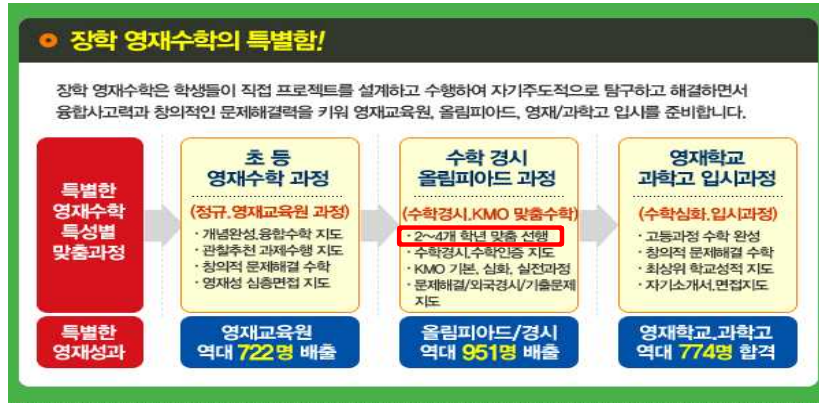 장학 영재수학의 특별함!
장학 영재수학은 학생들이 직접 프로젝트를 설계하고 수행하여 자기주도적으로 탐구하고 해결하면서
융합사고력과 창의적인 문제해결력을 키워 영재교육원, 올림피아드, 영재/과학고 입시를 준비합니다.
특별한
영재수학
특성별
맞춤과정
초 등
영재수학 과정
(정규.영재교육원 과정)
· 개념완성.융합수학 지도
· 관찰추천 과제수행 지도
· 창의적 문제해결 수학
· 영재성 심층면접 지도
수학 경시
올림피아드 과정
(수학경시.KMO 맞춤수학)
· 2~4개 학년 맞춤 선행
· 수학경시.수학인증 지도
· KMO 기본, 심화, 실전과정
· 문제해결/외국경시/기출문제
지도
영재학교
과학고 입시과정
(수학심화.입시과정)
· 고등과정 수학 완성
· 창의적 문제해결 수학
· 최상위 학교성적 지도
· 자기소개서.면접지도
특별한
영재성과
영재교육원
역대 722명 배출
올림피아드/경시
역대 951명 배출
영재학교.과학고
역대 774명 합격